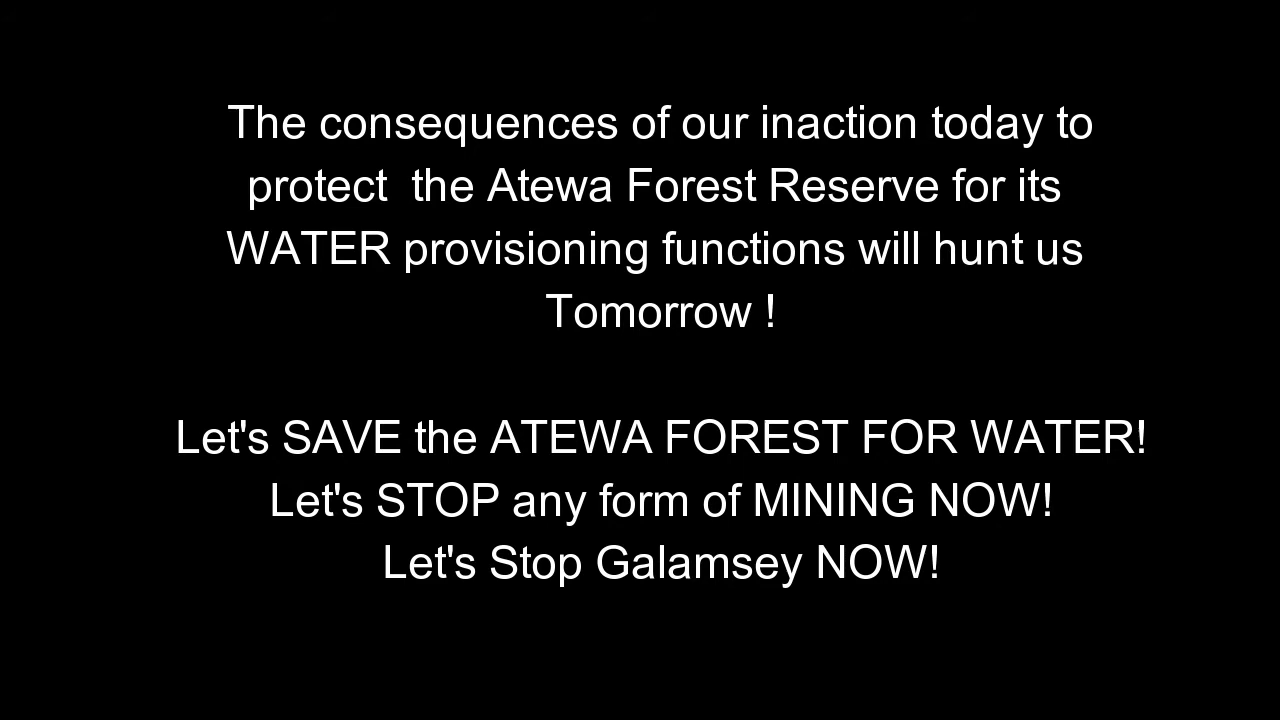 The consequences of our inaction today to
protect  the Atewa Forest Reserve for its
WATER provisioning functions will hunt us
Tomorrow !
Let's SAVE the ATEWA FOREST FOR WATER!
Let's STOP any form of MINING NOW!
Let's Stop Galamsey NOW!